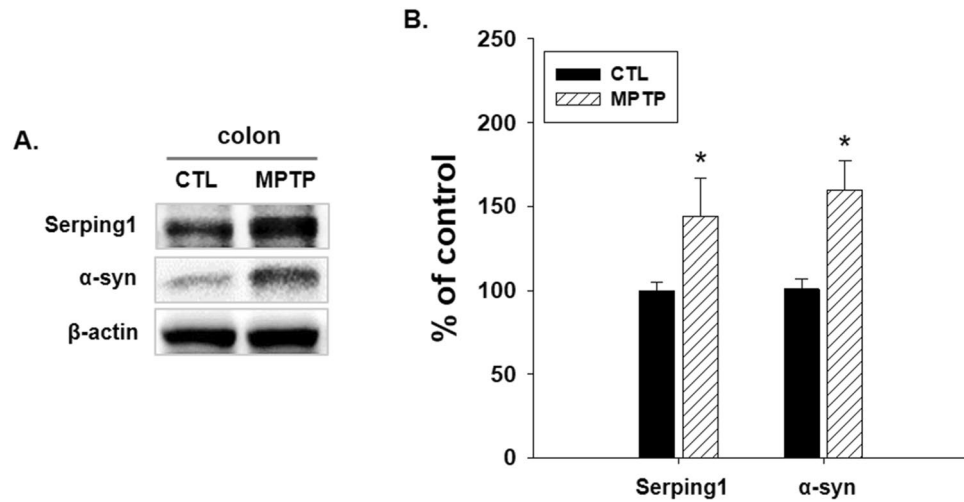 A.
colon
CTL MPTP
Serping1
α-syn
β-actin
B.
% of control
250
200
150
100
50
0
CTL
MPTP
*
*
Serping1 α-syn